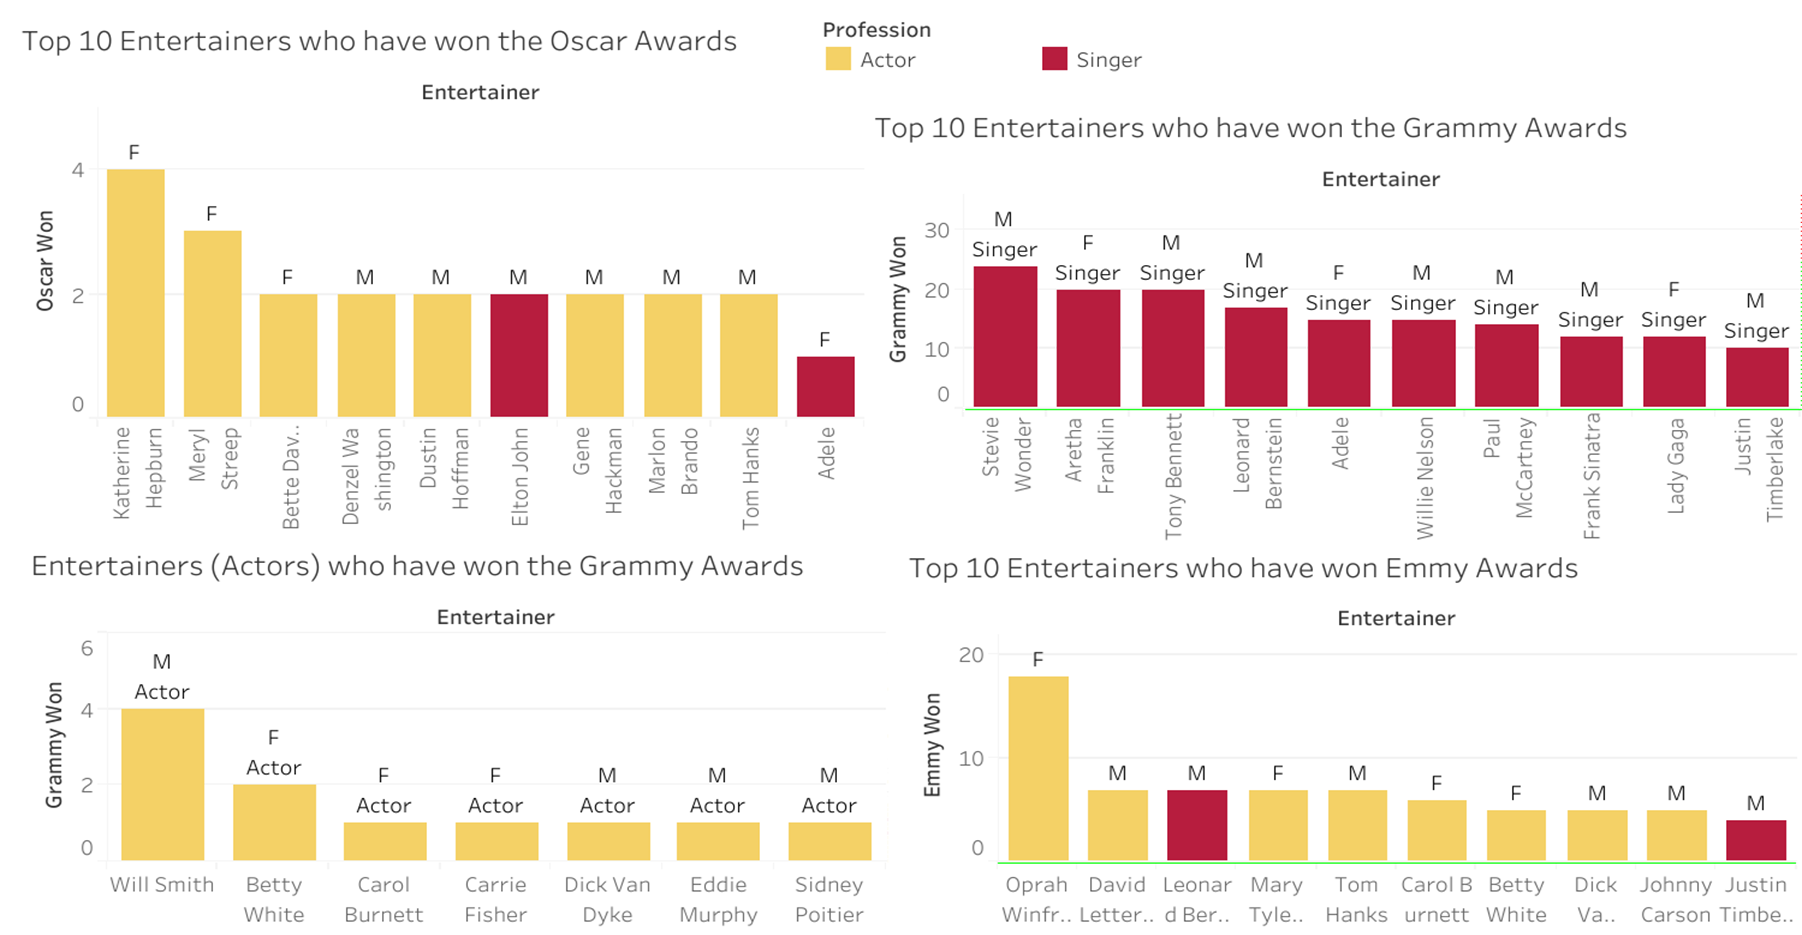 Top 10 Entertainers who have won the Oscar Awards
Profession
Actor
Singer
Entertainer
F
F
F
M
M
M
M
M
M
F
4
2
0
Oscar Won
Katherine
Hepburn
Meryl
Streep
Bette Dav..
Denzel Wa
shington
Dustin
Hoffman
Elton John
Gene
Hackman
Marlon
Brando
Tom Hanks
Adele
Top 10 Entertainers who have won the Grammy Awards
Entertainer
M
Singer
F
Singer
M
Singer
M
Singer
F
Singer
M
Singer
M
Singer
M
Singer
F
Singer
M
Singer
30
20
10
0
Grammy Won
Stevie
Wonder
Aretha
Franklin
Tony Bennett
Leonard
Bernstein
Adele
Willie Nelson
Paul
McCartney
Frank Sinatra
Lady Gaga
Justin
Timberlake
Entertainers (Actors) who have won the Grammy Awards
Entertainer
M
Actor
F
Actor
F
Actor
F
Actor
M
Actor
M
Actor
M
Actor
6
4
2
0
Grammy Won
Will Smith
Betty
White
Carol
Burnett
Carrie
Fisher
Dick Van
Dyke
Eddie
Murphy
Sidney
Poitier
Top 10 Entertainers who have won Emmy Awards
Entertainer
F
M
M
F
M
F
F
M
M
M
20
10
0
Emmy Won
Oprah
Winfr..
David
Letter..
Leonar
d Ber..
Mary
Tyle..
Tom
Hanks
Carol B
urnett
Betty
White
Dick
Va..
Johnny
Carson
Justin
Timbe..